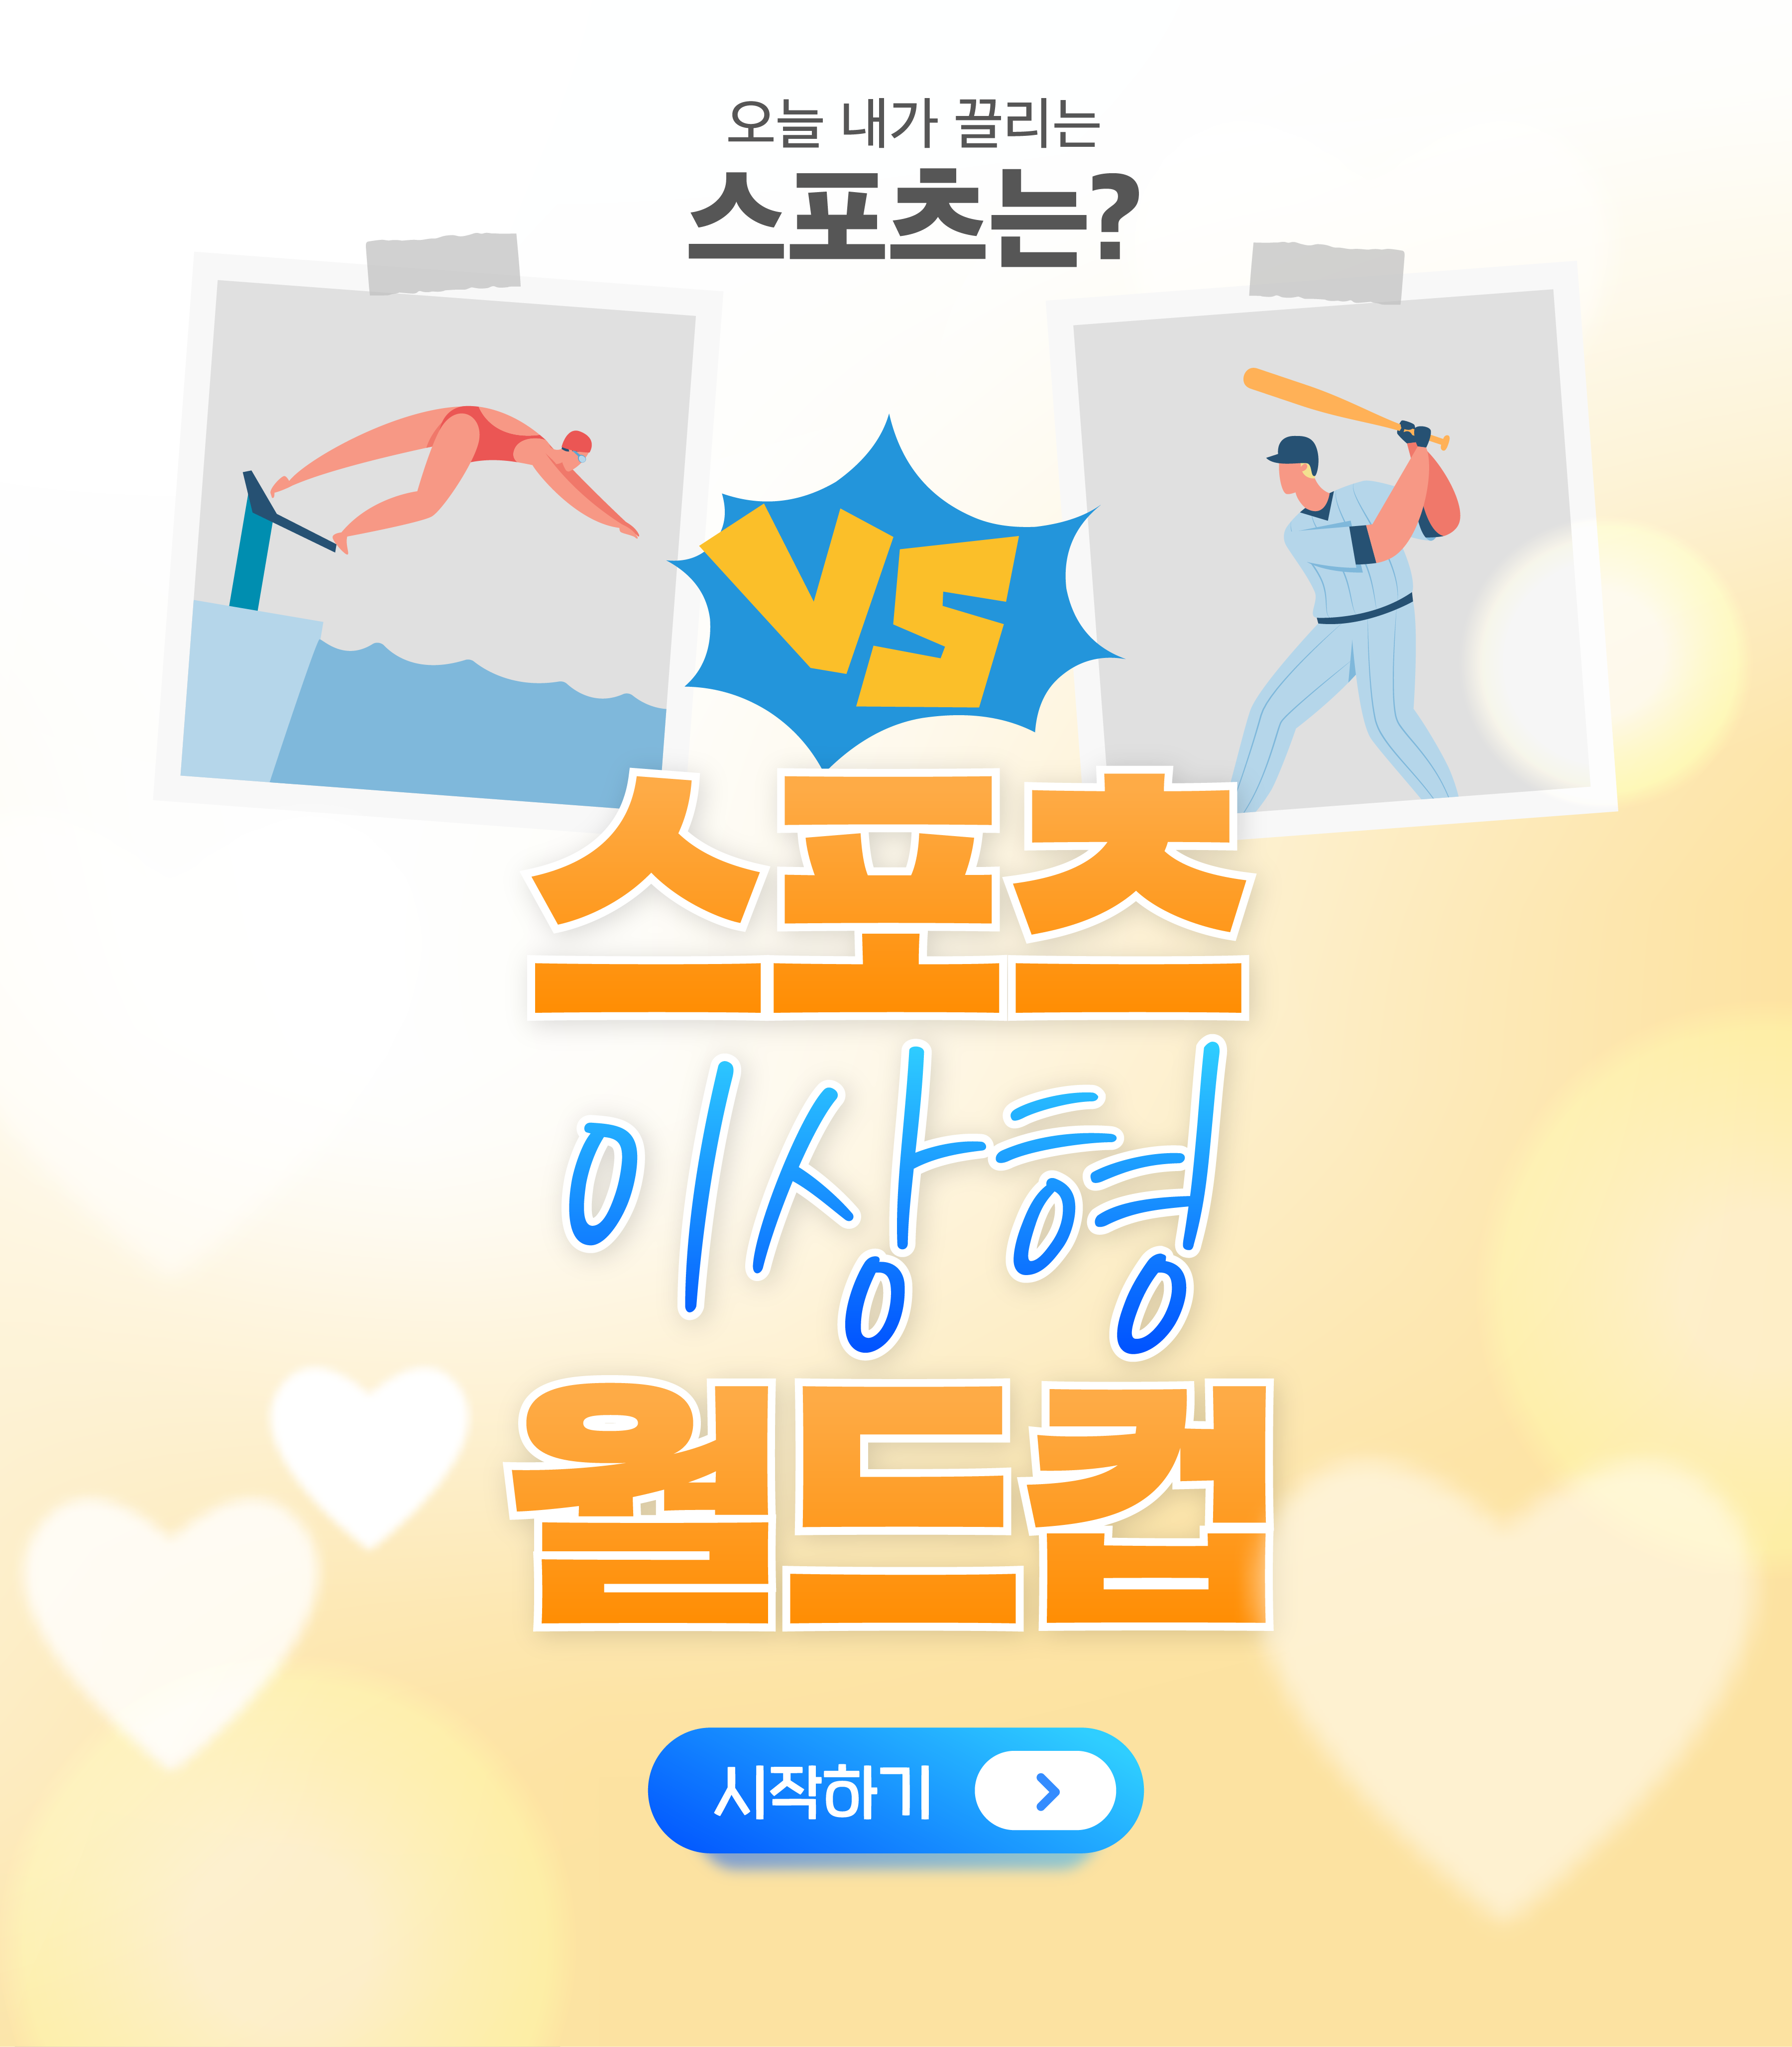 오늘 내가 끌리는
스포츠는?
VS
스포츠
이상형
월드컵
시작하기